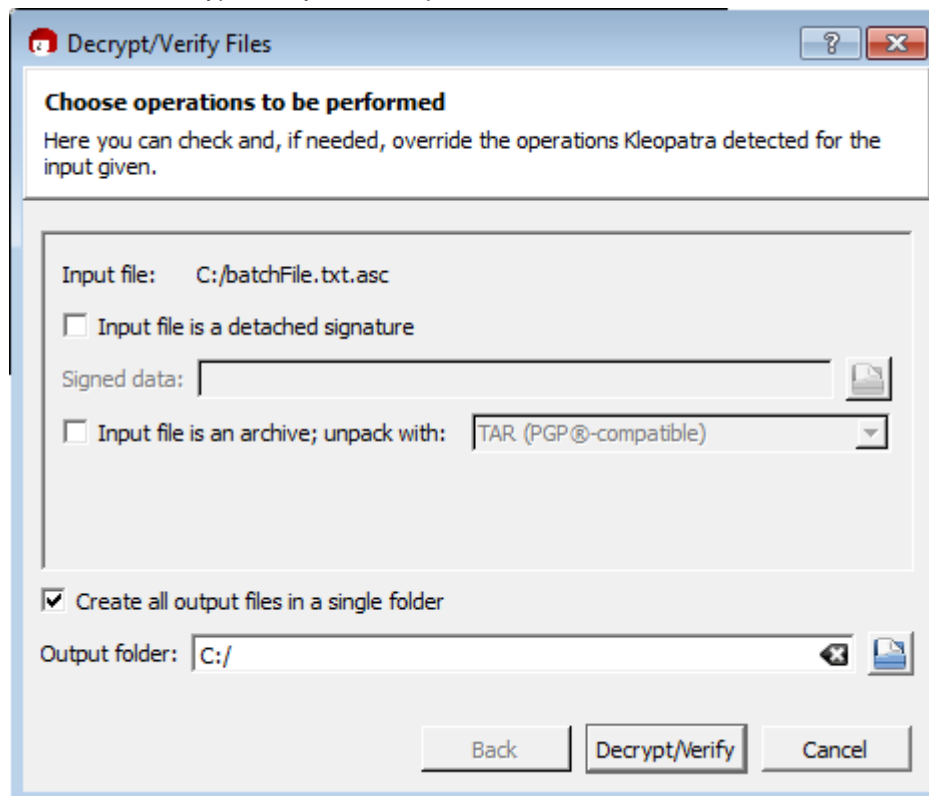 Decrypt/Verify Files
Choose operations to be performed
Here you can check and, if needed, override the operations Kleopatra detected for the
input given.
Input file: C:/batchFile.txt.asc
Input file is a detached signature
Signed data:
Input file is an archive; unpack with: TAR (PGP®-compatible)
Create all output files in a single folder
Output folder: C:/
Back Decrypt/Verify Cancel